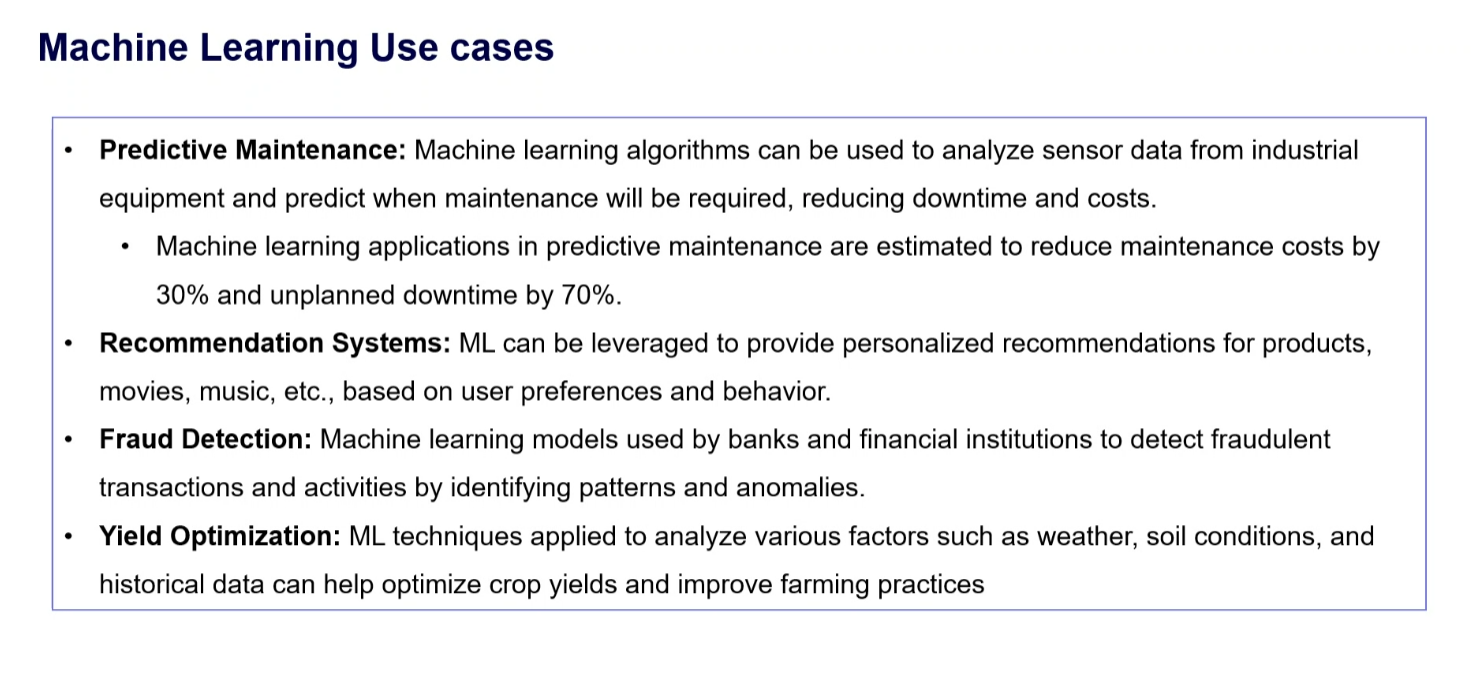 Machine Learning Use cases
• Predictive Maintenance: Machine learning algorithms can be used to analyze sensor data from industrial
equipment and predict when maintenance will be required, reducing downtime and costs.
• Machine learning applications in predictive maintenance are estimated to reduce maintenance costs by
30% and unplanned downtime by 70%.
• Recommendation Systems: ML can be leveraged to provide personalized recommendations for products,
movies, music, etc., based on user preferences and behavior.
• Fraud Detection: Machine learning models used by banks and financial institutions to detect fraudulent
transactions and activities by identifying patterns and anomalies.
• Yield Optimization: ML techniques applied to analyze various factors such as weather, soil conditions, and
historical data can help optimize crop yields and improve farming practices